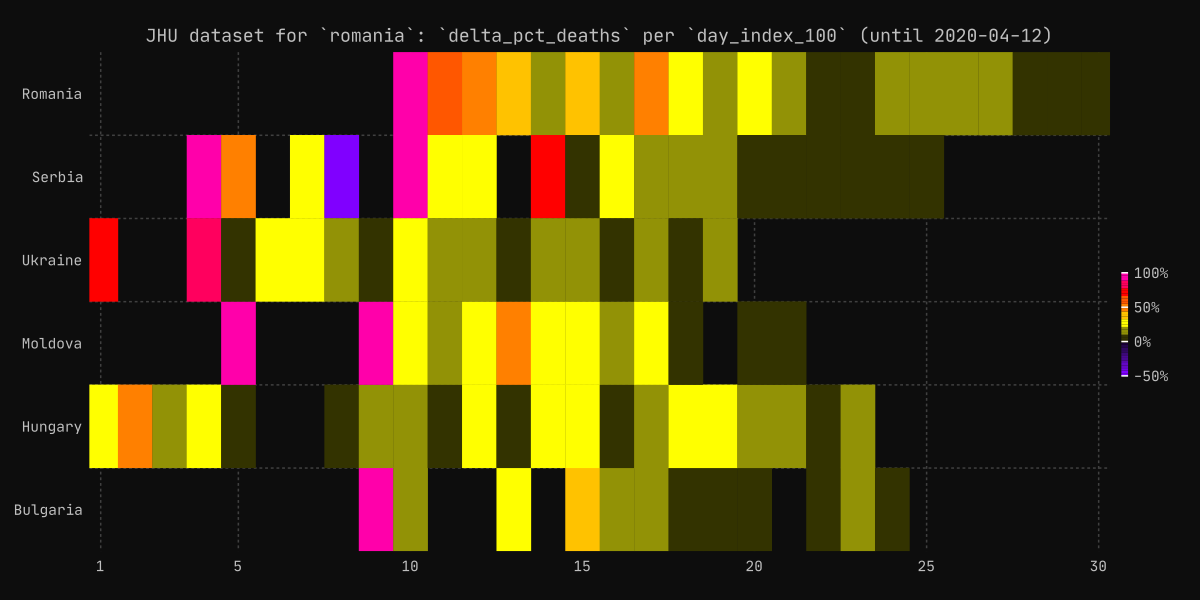 JHU dataset for `romania`: `delta_pct_deaths` per `day_index_100` (until 2020-04-12)
Romania
Serbia
Ukraine
Moldova
Hungary
Bulgaria
100%
50%
0%
-50%
1 5 10 15 20 25 30